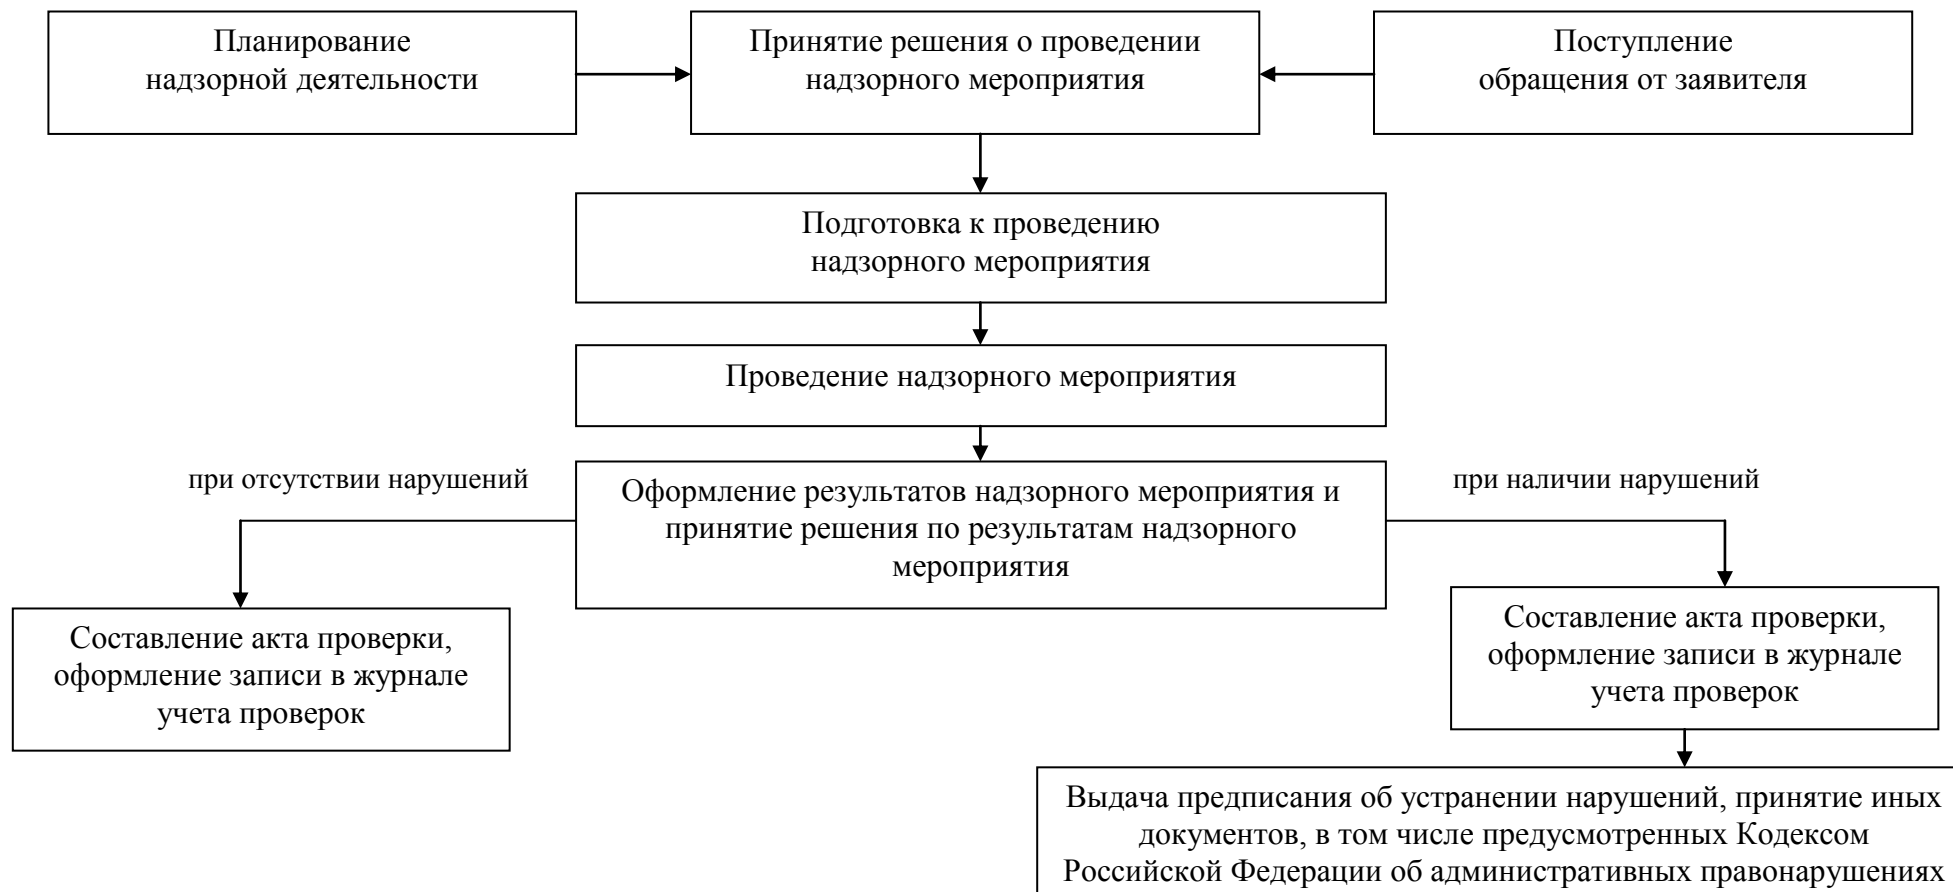 Планирование
надзорной деятельности
Принятие решения о проведении
надзорного мероприятия
Поступление
обращения от заявителя
Подготовка к проведению
надзорного мероприятия
Проведение надзорного мероприятия
при отсутствии нарушений
Оформление результатов надзорного мероприятия и
принятие решения по результатам надзорного
мероприятия
при наличии нарушений
Составление акта проверки,
оформление записи в журнале
учета проверок
Составление акта проверки,
оформление записи в журнале
учета проверок
Выдача предписания об устранении нарушений, принятие иных
документов, в том числе предусмотренных Кодексом
Российской Федерации об административных правонарушениях